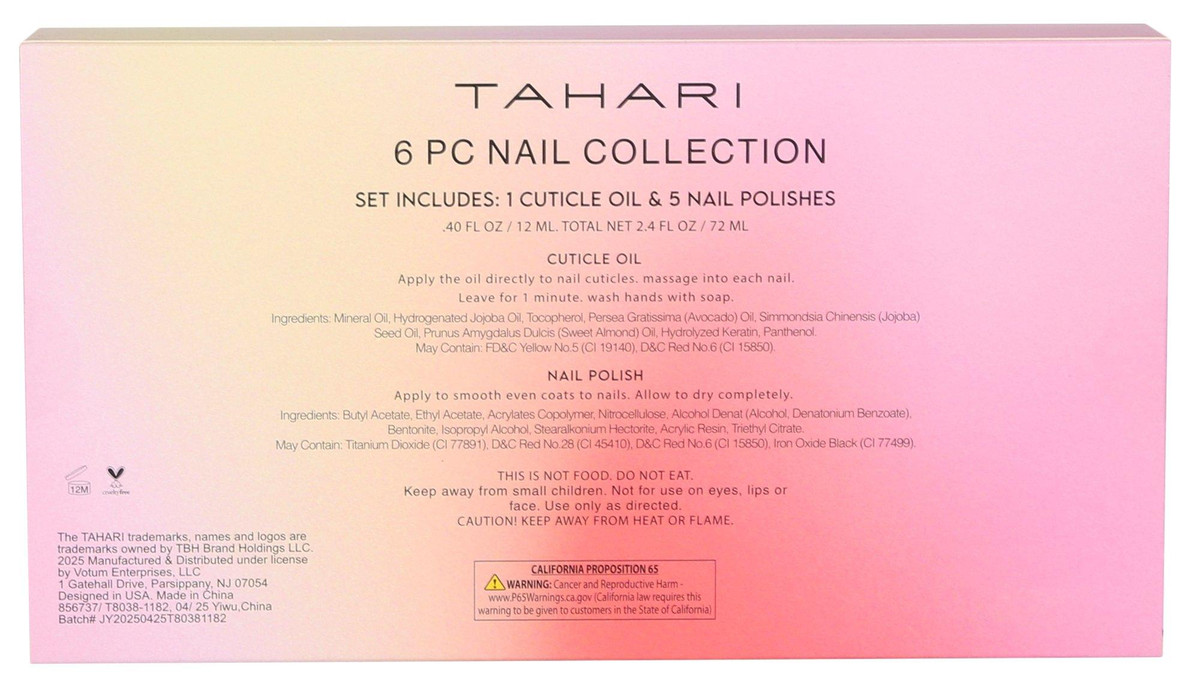 TAHARI
6 PC NAIL COLLECTION
SET INCLUDES: 1 CUTICLE OIL & 5 NAIL POLISHES
.40 FL OZ / 12 ML. TOTAL NET 2.4 FL OZ / 72 ML
CUTICLE OIL
Apply the oil directly to nail cuticles. massage into each nail.
Leave for 1 minute. wash hands with soap.
Ingredients: Mineral Oil, Hydrogenated Jojoba Oil, Tocopherol, Persea Gratissima (Avocado) Oil, Simmondsia Chinensis (Jojoba)
Seed Oil, Prunus Amygdalus Dulcis (Sweet Almond) Oil, Hydrolyzed Keratin, Panthenol.
May Contain: FD&C Yellow No.5 (CI 19140), D&C Red No.6 (CI 15850).
NAIL POLISH
Apply to smooth even coats to nails. Allow to dry completely.
Ingredients: Butyl Acetate, Ethyl Acetate, Acrylates Copolymer, Nitrocellulose, Alcohol Denat (Alcohol, Denatonium Benzoate),
Bentonite, Isopropyl Alcohol, Stearalkonium Hectorite, Acrylic Resin, Triethyl Citrate.
May Contain: Titanium Dioxide (CI 77891), D&C Red No.28 (CI 45410), D&C Red No.6 (CI 15850), Iron Oxide Black (CI 77499).
THIS IS NOT FOOD. DO NOT EAT.
Keep away from small children. Not for use on eyes, lips or
face. Use only as directed.
CAUTION! KEEP AWAY FROM HEAT OR FLAME.
12M
crueltyfree
The TAHARI trademarks, names and logos are
trademarks owned by TBH Brand Holdings LLC.
2025 Manufactured & Distributed under license
by Votum Enterprises, LLC
1 Gatehall Drive, Parsippany, NJ 07054
Designed in USA. Made in China
856737/ T8038-1182, 04/ 25 Yiwu,China
Batch# JY20250425T80381182
CALIFORNIA PROPOSITION 65
WARNING: Cancer and Reproductive Harm -
www.P65Warnings.ca.gov (California law requires this
warning to be given to customers in the State of California)